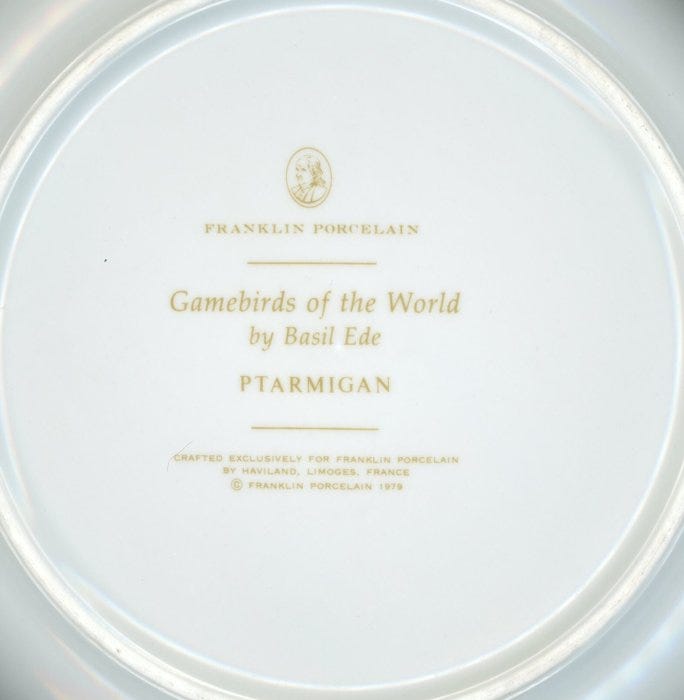 FRANKLIN PORCELAIN
Gamebirds of the World
by Basil Ede
PTARMIGAN
CRAFTED EXCLUSIVELY FOR FRANKLIN PORCELAIN
BY HAVILAND, LIMOGES, FRANCE
© FRANKLIN PORCELAIN 1979